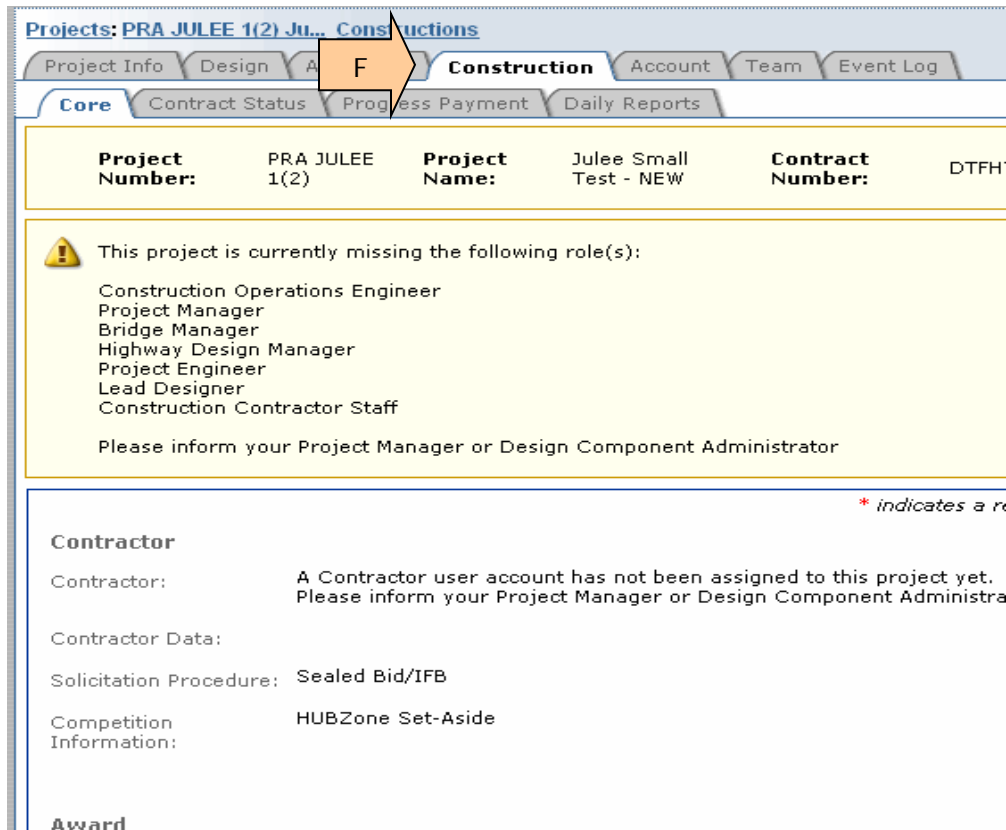 Projects: PRA JULEE 1(2) Ju... Constructions
Project Info Design A F Construction Account Team Event Log
Core Contract Status Progress Payment Daily Reports
Project Number: PRA JULEE 1(2) Project Name: Julee Small Test - NEW Contract Number: DTFH
This project is currently missing the following role(s):
Construction Operations Engineer
Project Manager
Bridge Manager
Highway Design Manager
Project Engineer
Lead Designer
Construction Contractor Staff
Please inform your Project Manager or Design Component Administrator
* indicates a re
Contractor
Contractor: A Contractor user account has not been assigned to this project yet.
Please inform your Project Manager or Design Component Administra
Contractor Data:
Solicitation Procedure: Sealed Bid/IFB
Competition Information: HUBZone Set-Aside
Award